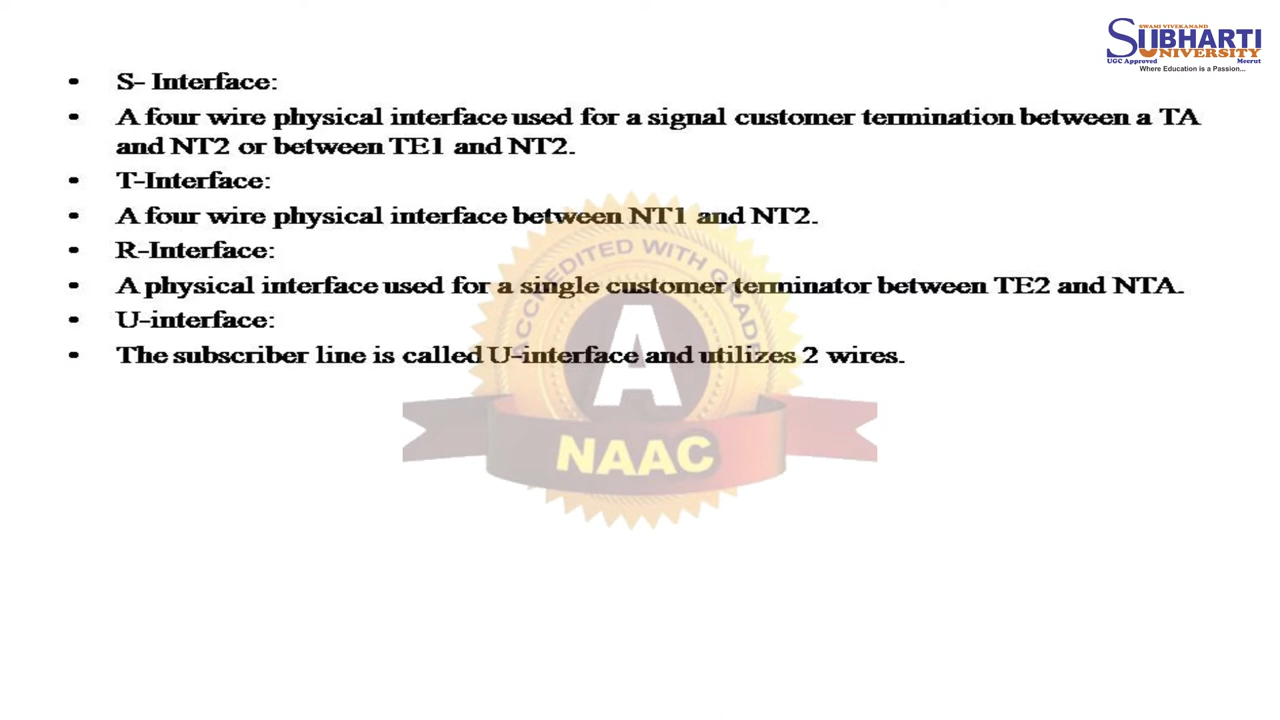 SWAMI VIVEKANAND
SUBHARTI
UNIVERSITY
UGC Approved Meerut
Where Education is a Passion...
• S- Interface:
• A four wire physical interface used for a signal customer termination between a TA
and NT2 or between TE1 and NT2.
• T-Interface:
• A four wire physical interface between NT1 and NT2.
• R-Interface:
• A physical interface used for a single customer terminator between TE2 and NTA.
• U-interface:
• The subscriber line is called U-interface and utilizes 2 wires.
ACCREDITED WITH GRADE
A
NAAC